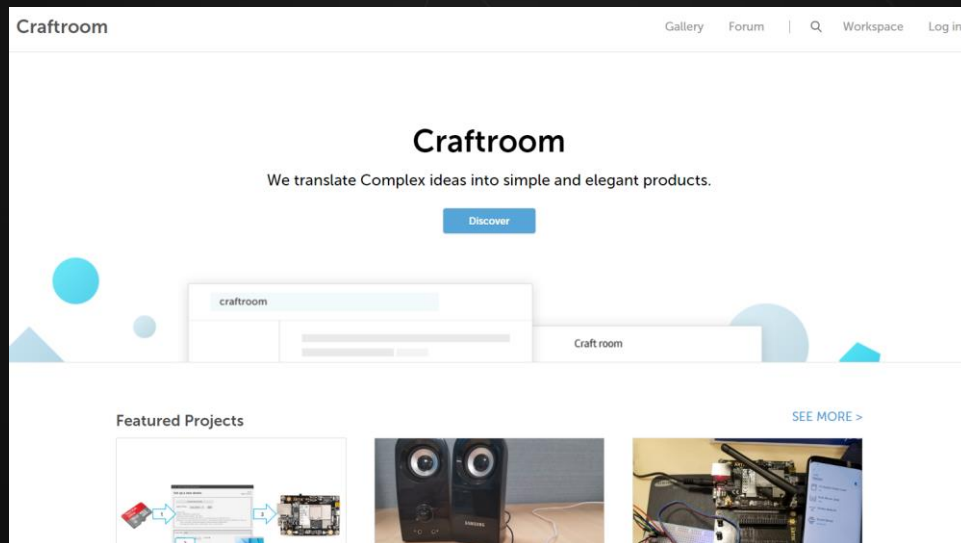 Craftroom
Gallery Forum | Workspace Log in
Craftroom
We translate Complex ideas into simple and elegant products.
Discover
craftroom
Craft room
Featured Projects
SEE MORE >